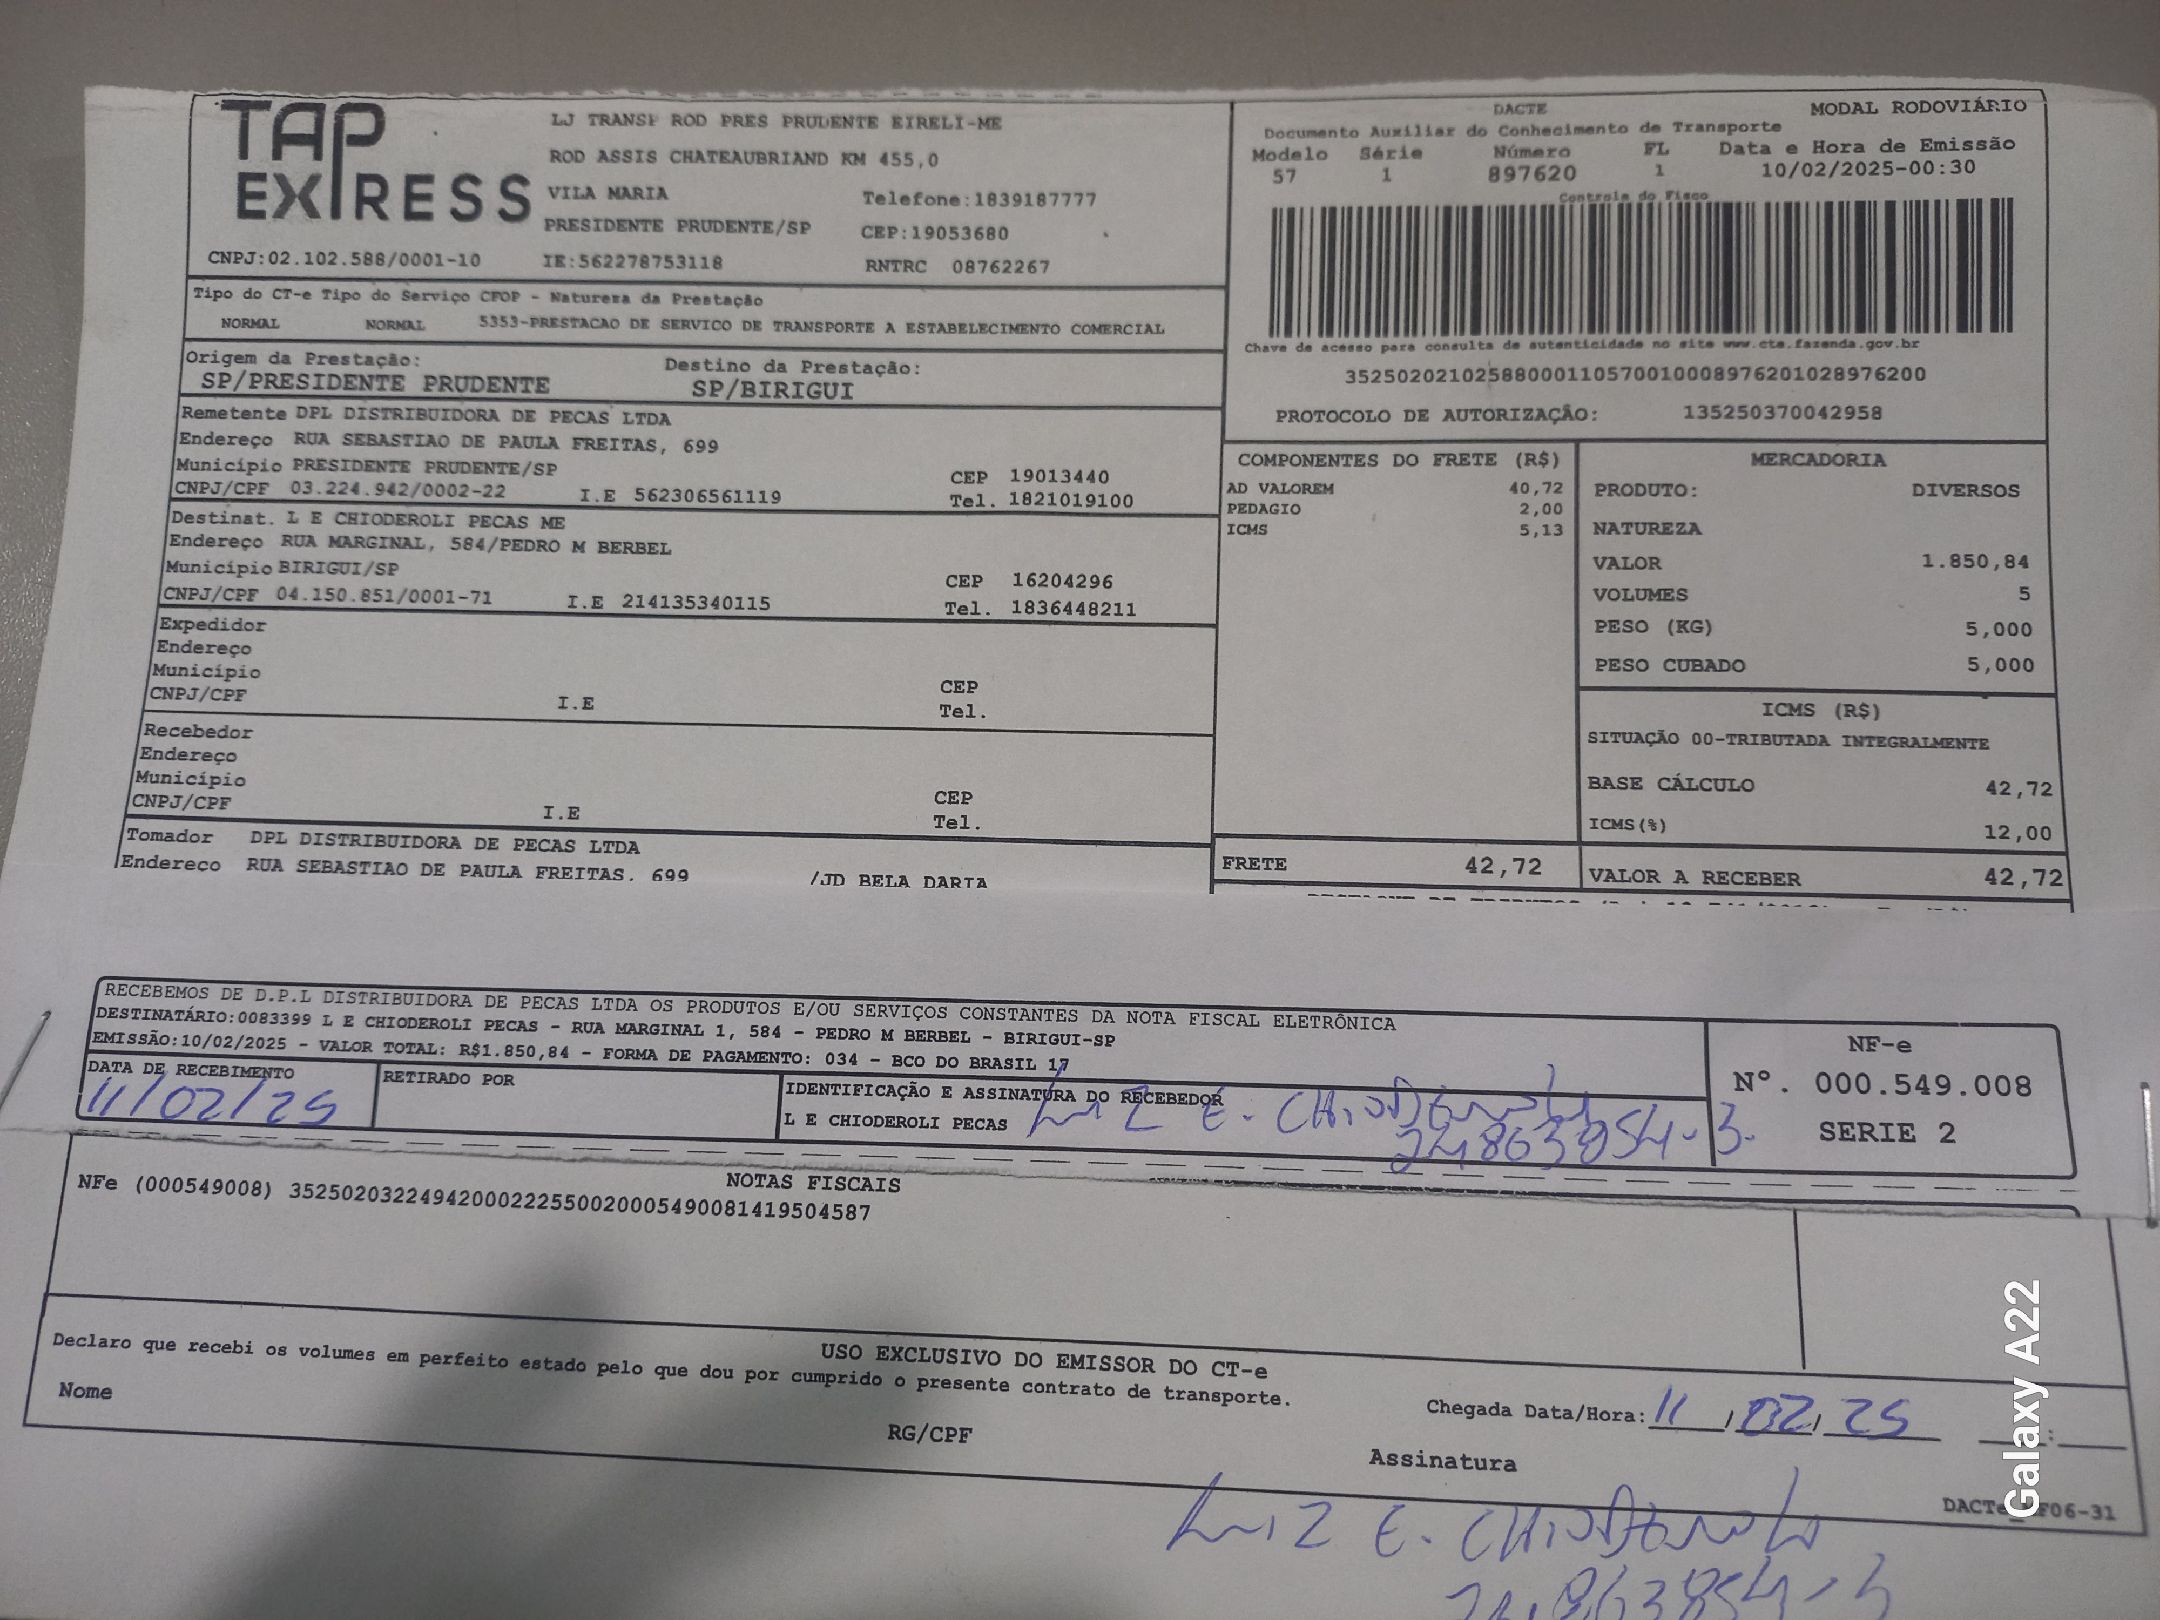 TAP EXPRESS
LJ TRANSP ROD PRES PRUDENTE EIRELI-ME
ROD ASSIS CHATEAUBRIAND KM 455,0
VILA MARIA Telefone:1839187777
PRESIDENTE PRUDENTE/SP CEP:19053680
CNPJ:02.102.588/0001-10 IE:562278753118 RNTRC 08762267
DACTE MODAL RODOVIÁRIO
Documento Auxiliar do Conhecimento de Transporte
Modelo Série Número FL Data e Hora de Emissão
57 1 897620 1 10/02/2025-00:30
Controle do Fisco
Chave de acesso para consulta de autenticidade no site www.cte.fazenda.gov.br
35250202102588000110570010008976201028976200
PROTOCOLO DE AUTORIZAÇÃO: 135250370042958
Tipo do CT-e Tipo do Serviço CFOP - Natureza da Prestação
NORMAL NORMAL 5353-PRESTACAO DE SERVICO DE TRANSPORTE A ESTABELECIMENTO COMERCIAL
Origem da Prestação: Destino da Prestação:
SP/PRESIDENTE PRUDENTE SP/BIRIGUI
Remetente DPL DISTRIBUIDORA DE PECAS LTDA
Endereço RUA SEBASTIAO DE PAULA FREITAS, 699
Município PRESIDENTE PRUDENTE/SP CEP 19013440
CNPJ/CPF 03.224.942/0002-22 I.E 562306561119 Tel. 1821019100
Destinat. L E CHIODEROLI PECAS ME
Endereço RUA MARGINAL, 584/PEDRO M BERBEL
Município BIRIGUI/SP CEP 16204296
CNPJ/CPF 04.150.851/0001-71 I.E 214135340115 Tel. 1836448211
Expedidor
Endereço
Município CEP
CNPJ/CPF I.E Tel.
Recebedor
Endereço
Município CEP
CNPJ/CPF I.E Tel.
Tomador DPL DISTRIBUIDORA DE PECAS LTDA
Endereço RUA SEBASTIAO DE PAULA FREITAS. 699 /JD BELA DARTA
COMPONENTES DO FRETE (R$)
AD VALOREM 40,72
PEDAGIO 2,00
ICMS 5,13
FRETE 42,72
MERCADORIA
PRODUTO: DIVERSOS
NATUREZA
VALOR 1.850,84
VOLUMES 5
PESO (KG) 5,000
PESO CUBADO 5,000
ICMS (R$)
SITUAÇÃO 00-TRIBUTADA INTEGRALMENTE
BASE CÁLCULO 42,72
ICMS(%) 12,00
VALOR A RECEBER 42,72
RECEBEMOS DE D.P.L DISTRIBUIDORA DE PECAS LTDA OS PRODUTOS E/OU SERVIÇOS CONSTANTES DA NOTA FISCAL ELETRÔNICA
DESTINATÁRIO:0083399 L E CHIODEROLI PECAS - RUA MARGINAL 1, 584 - PEDRO M BERBEL - BIRIGUI-SP
EMISSÃO:10/02/2025 - VALOR TOTAL: R$1.850,84 - FORMA DE PAGAMENTO: 034 - BCO DO BRASIL 17
DATA DE RECEBIMENTO RETIRADO POR IDENTIFICAÇÃO E ASSINATURA DO RECEBEDOR
11/02/25 L E CHIODEROLI PECAS Luiz E. Chioderoli
24863854-3
NF-e
Nº. 000.549.008
SERIE 2
NOTAS FISCAIS
NFe (000549008) 35250203224942000222550020005490081419504587
USO EXCLUSIVO DO EMISSOR DO CT-e
Declaro que recebi os volumes em perfeito estado pelo que dou por cumprido o presente contrato de transporte.
Nome RG/CPF Assinatura
Chegada Data/Hora: 11/02/25 :
Luiz E. Chioderoli
24.863854-3
Galaxy A22